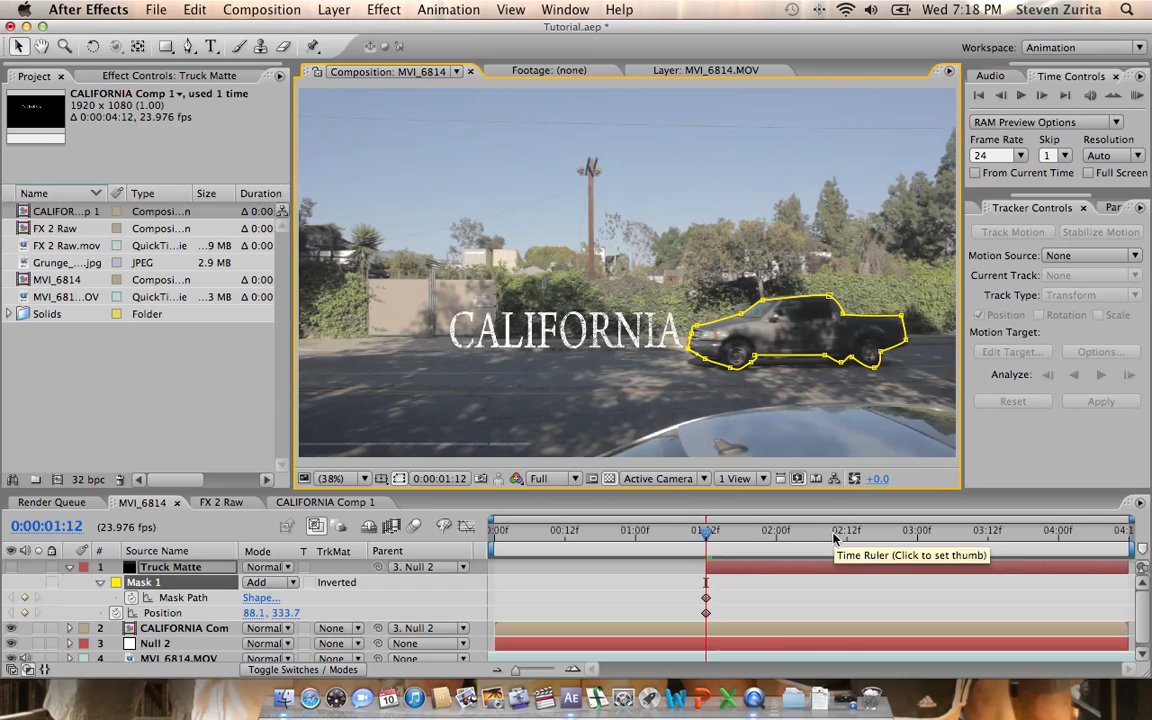 After Effects File Edit Composition Layer Effect Animation View Window Help Wed 7:18 PM Steven Zurita
Tutorial.aep *
Workspace: Animation
Project × Effect Controls: Truck Matte
Composition: MVI_6814 × Footage: (none) Layer: MVI_6814.MOV
Audio Time Controls ×
CALIFORNIA Comp 1, used 1 time
1920 x 1080 (1.00)
Δ 0:00:04:12, 23.976 fps
RAM Preview Options
Frame Rate Skip Resolution
24 1 Auto
From Current Time Full Screen
Name Type Size Duration
CALIFOR...p 1 Composi...n Δ 0:00
FX 2 Raw Composi...n Δ 0:00
FX 2 Raw.mov QuickTi...ie ...9 MB Δ 0:00
Grunge_....jpg JPEG 2.9 MB
MVI_6814 Composi...n Δ 0:00
MVI_681...OV QuickTi...ie ...3 MB Δ 0:00
Solids Folder
CALIFORNIA
Tracker Controls × Par
Track Motion Stabilize Motion
Motion Source: None
Current Track: None
Track Type: Transform
Position Rotation Scale
Motion Target:
Edit Target... Options...
Analyze:
Reset Apply
32 bpc
(38%) 0:00:01:12 Full Active Camera 1 View +0.0
Render Queue MVI_6814 × FX 2 Raw CALIFORNIA Comp 1
0:00:01:12 (23.976 fps)
:00f 00:12f 01:00f 01:12f 02:00f 02:12f 03:00f 03:12f 04:00f 04:1
# Source Name Mode T TrkMat Parent
Time Ruler (Click to set thumb)
1 Truck Matte Normal 3. Null 2
Mask 1 Add Inverted
Mask Path Shape...
Position 88.1, 333.7
2 CALIFORNIA Com Normal None 3. Null 2
3 Null 2 Normal None None
4 MVI_6814.MOV Normal None None
Toggle Switches / Modes